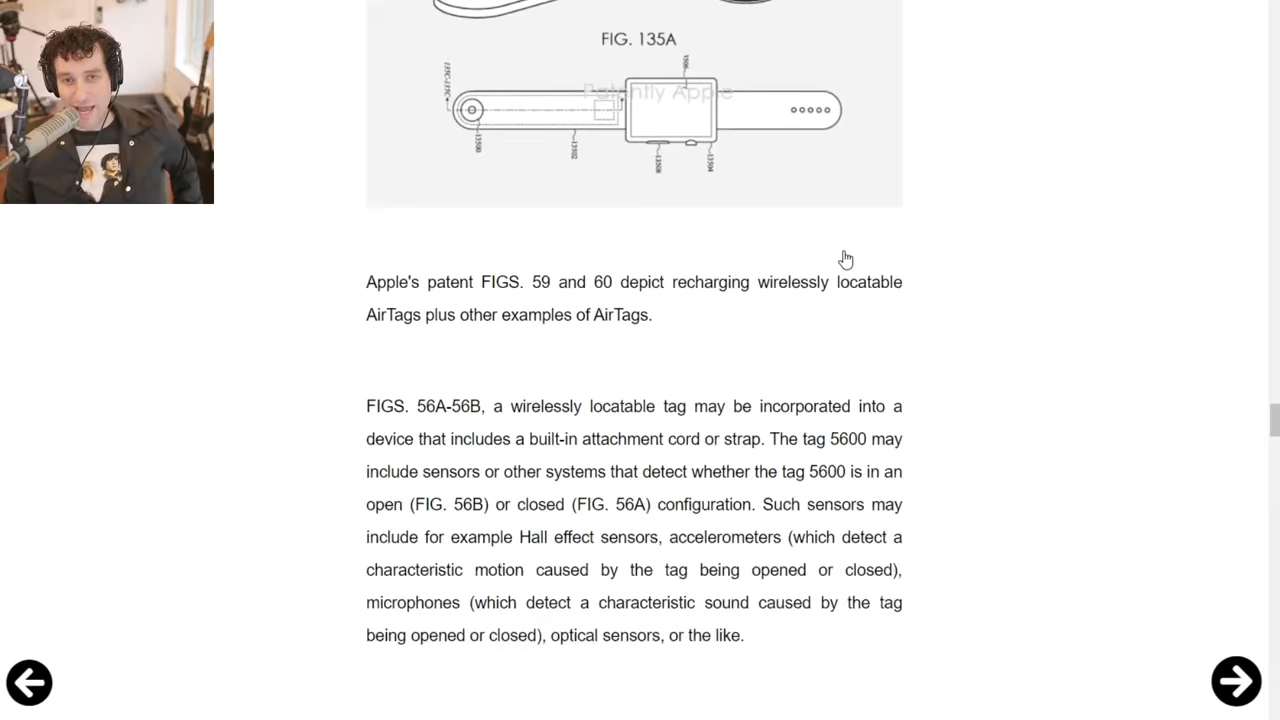 FIG. 135A
Patently Apple
Apple's patent FIGS. 59 and 60 depict recharging wirelessly locatable
AirTags plus other examples of AirTags.
FIGS. 56A-56B, a wirelessly locatable tag may be incorporated into a
device that includes a built-in attachment cord or strap. The tag 5600 may
include sensors or other systems that detect whether the tag 5600 is in an
open (FIG. 56B) or closed (FIG. 56A) configuration. Such sensors may
include for example Hall effect sensors, accelerometers (which detect a
characteristic motion caused by the tag being opened or closed),
microphones (which detect a characteristic sound caused by the tag
being opened or closed), optical sensors, or the like.